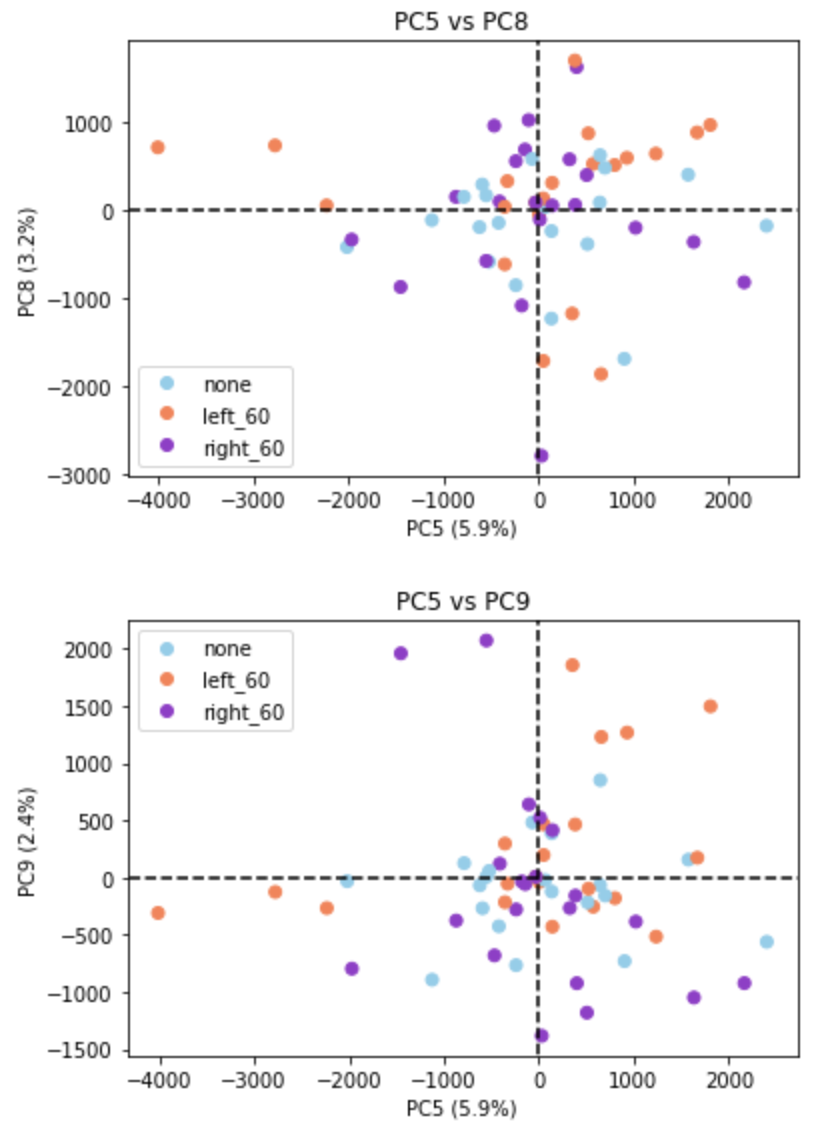 PC5 vs PC8
1000
0
−1000
−2000
−3000
PC8 (3.2%)
none
left_60
right_60
−4000 −3000 −2000 −1000 0 1000 2000
PC5 (5.9%)
PC5 vs PC9
2000
1500
1000
500
0
−500
−1000
−1500
PC9 (2.4%)
none
left_60
right_60
−4000 −3000 −2000 −1000 0 1000 2000
PC5 (5.9%)